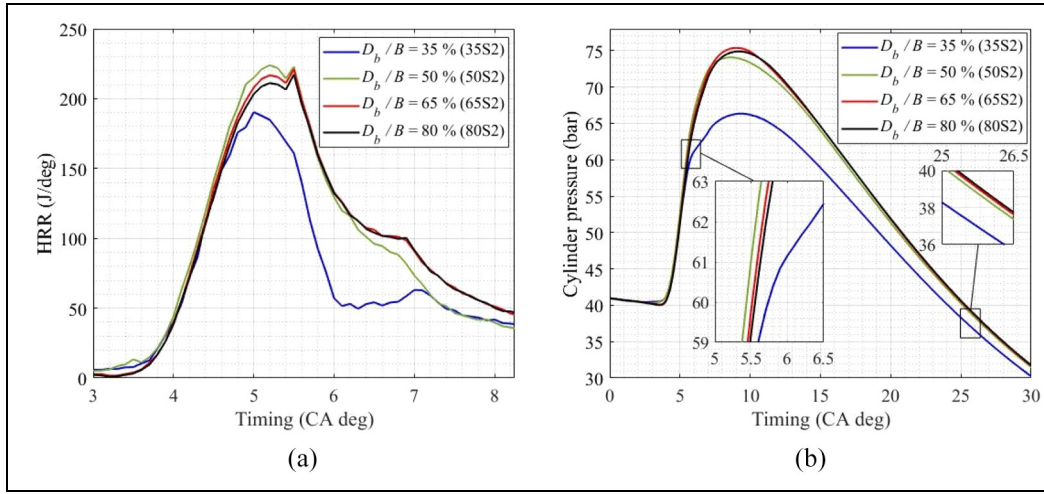 250
200
150
100
50
0
HRR (J/deg)
D_b / B = 35 % (35S2)
D_b / B = 50 % (50S2)
D_b / B = 65 % (65S2)
D_b / B = 80 % (80S2)
3 4 5 6 7 8
Timing (CA deg)
(a)
75
70
65
60
55
50
45
40
35
30
Cylinder pressure (bar)
D_b / B = 35 % (35S2)
D_b / B = 50 % (50S2)
D_b / B = 65 % (65S2)
D_b / B = 80 % (80S2)
25 26.5
40
38
36
63
62
61
60
59
5 5.5 6 6.5
0 5 10 15 20 25 30
Timing (CA deg)
(b)